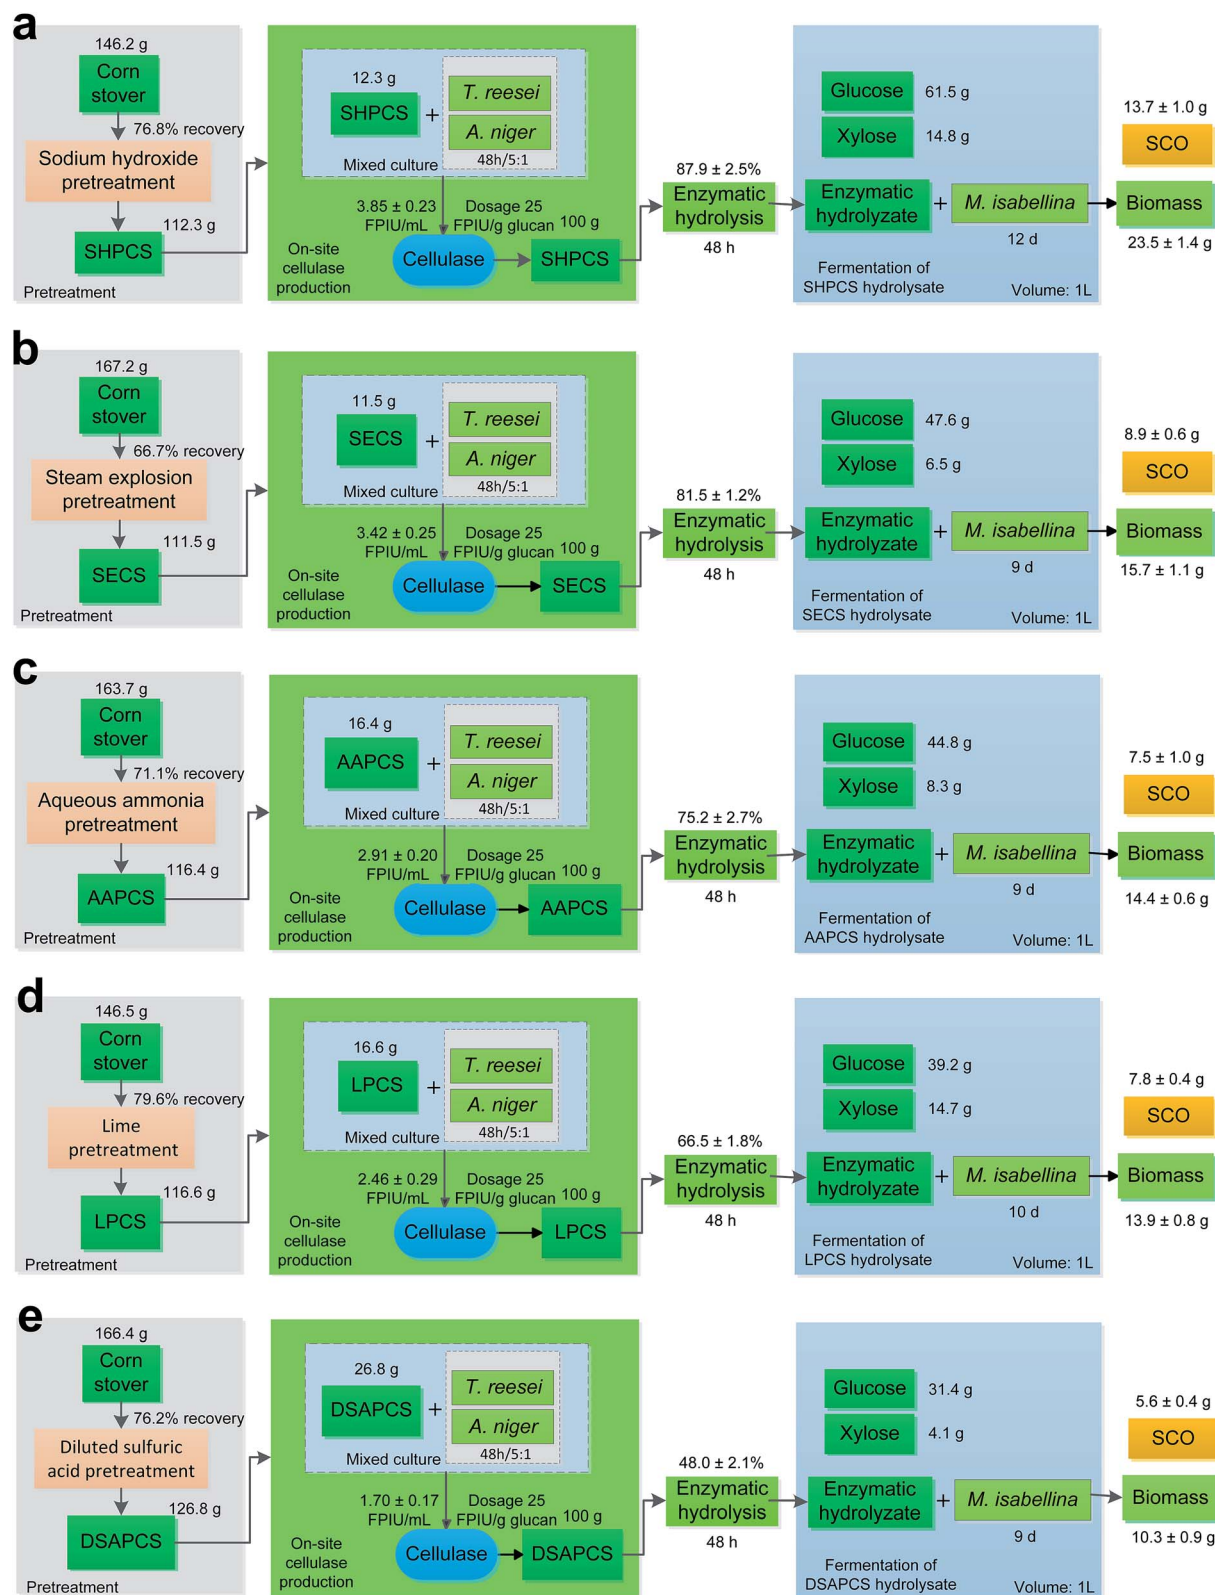 a
146.2 g
Corn
stover
76.8% recovery
Sodium hydroxide
pretreatment
112.3 g
SHPCS
Pretreatment
12.3 g
SHPCS
+
T. reesei
A. niger
48h/5:1
Mixed culture
3.85 ± 0.23
FPIU/mL
Dosage 25
FPIU/g glucan
100 g
On-site
cellulase
production
Cellulase
SHPCS
87.9 ± 2.5%
Enzymatic
hydrolysis
48 h
Glucose
61.5 g
Xylose
14.8 g
Enzymatic
hydrolyzate
+
M. isabellina
12 d
Fermentation of
SHPCS hydrolysate
Volume: 1L
13.7 ± 1.0 g
SCO
Biomass
23.5 ± 1.4 g
b
167.2 g
Corn
stover
66.7% recovery
Steam explosion
pretreatment
111.5 g
SECS
Pretreatment
11.5 g
SECS
+
T. reesei
A. niger
48h/5:1
Mixed culture
3.42 ± 0.25
FPIU/mL
Dosage 25
FPIU/g glucan
100 g
On-site
cellulase
production
Cellulase
SECS
81.5 ± 1.2%
Enzymatic
hydrolysis
48 h
Glucose
47.6 g
Xylose
6.5 g
Enzymatic
hydrolyzate
+
M. isabellina
9 d
Fermentation of
SECS hydrolysate
Volume: 1L
8.9 ± 0.6 g
SCO
Biomass
15.7 ± 1.1 g
c
163.7 g
Corn
stover
71.1% recovery
Aqueous ammonia
pretreatment
116.4 g
AAPCS
Pretreatment
16.4 g
AAPCS
+
T. reesei
A. niger
48h/5:1
Mixed culture
2.91 ± 0.20
FPIU/mL
Dosage 25
FPIU/g glucan
100 g
On-site
cellulase
production
Cellulase
AAPCS
75.2 ± 2.7%
Enzymatic
hydrolysis
48 h
Glucose
44.8 g
Xylose
8.3 g
Enzymatic
hydrolyzate
+
M. isabellina
9 d
Fermentation of
AAPCS hydrolysate
Volume: 1L
7.5 ± 1.0 g
SCO
Biomass
14.4 ± 0.6 g
d
146.5 g
Corn
stover
79.6% recovery
Lime
pretreatment
116.6 g
LPCS
Pretreatment
16.6 g
LPCS
+
T. reesei
A. niger
48h/5:1
Mixed culture
2.46 ± 0.29
FPIU/mL
Dosage 25
FPIU/g glucan
100 g
On-site
cellulase
production
Cellulase
LPCS
66.5 ± 1.8%
Enzymatic
hydrolysis
48 h
Glucose
39.2 g
Xylose
14.7 g
Enzymatic
hydrolyzate
+
M. isabellina
10 d
Fermentation of
LPCS hydrolysate
Volume: 1L
7.8 ± 0.4 g
SCO
Biomass
13.9 ± 0.8 g
e
166.4 g
Corn
stover
76.2% recovery
Diluted sulfuric
acid pretreatment
126.8 g
DSAPCS
Pretreatment
26.8 g
DSAPCS
+
T. reesei
A. niger
48h/5:1
Mixed culture
1.70 ± 0.17
FPIU/mL
Dosage 25
FPIU/g glucan
100 g
On-site
cellulase
production
Cellulase
DSAPCS
48.0 ± 2.1%
Enzymatic
hydrolysis
48 h
Glucose
31.4 g
Xylose
4.1 g
Enzymatic
hydrolyzate
+
M. isabellina
9 d
Fermentation of
DSAPCS hydrolysate
Volume: 1L
5.6 ± 0.4 g
SCO
Biomass
10.3 ± 0.9 g